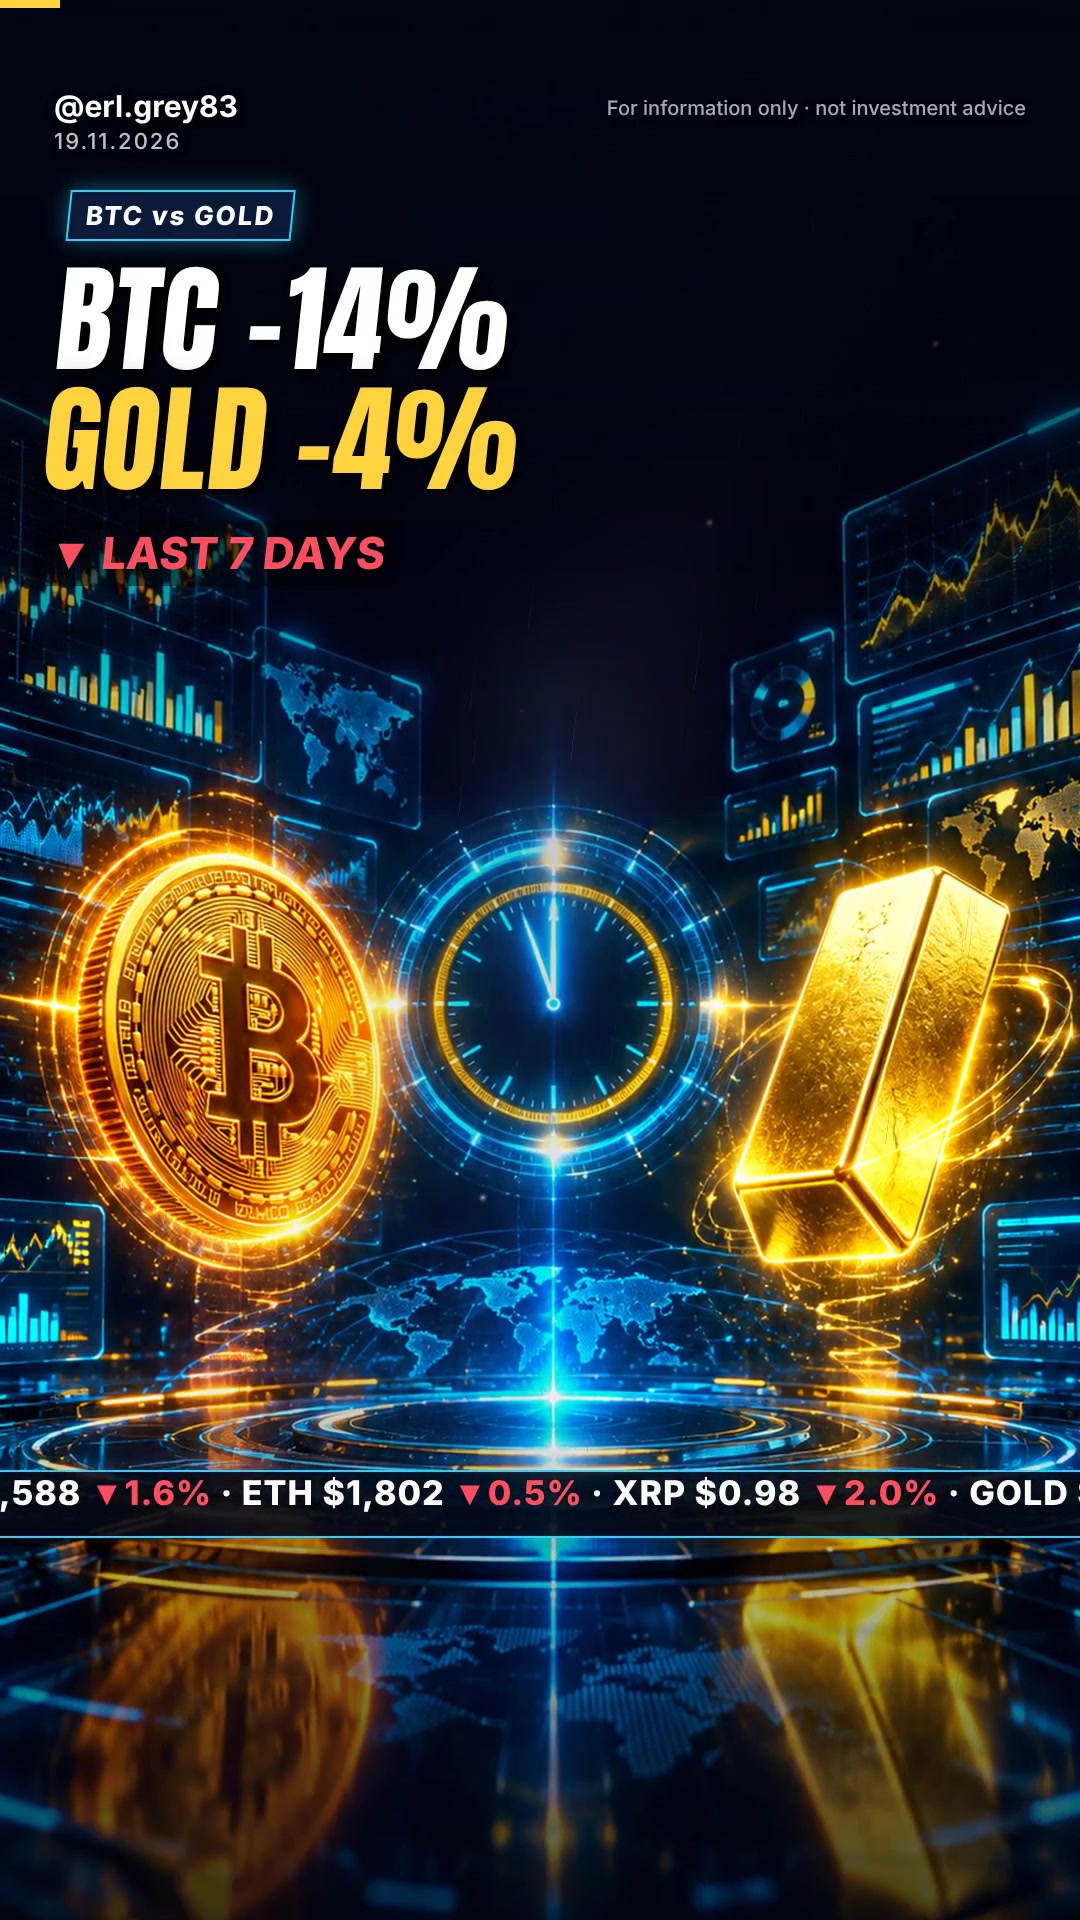 @erl.grey83
For information only · not investment advice
19.11.2026
BTC vs GOLD
BTC -14%
GOLD -4%
▼ LAST 7 DAYS
,588 ▼1.6% · ETH $1,802 ▼0.5% · XRP $0.98 ▼2.0% · GOLD